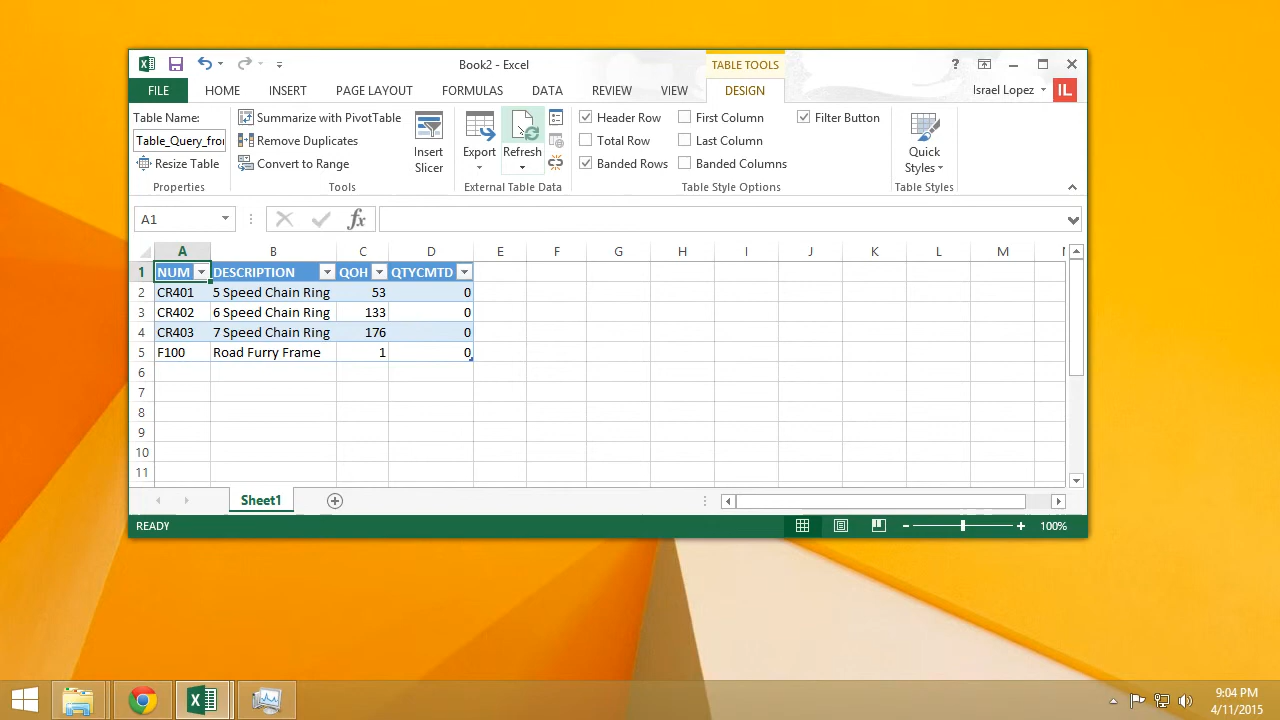 Book2 - Excel
TABLE TOOLS
?
FILE
HOME
INSERT
PAGE LAYOUT
FORMULAS
DATA
REVIEW
VIEW
DESIGN
Israel Lopez
IL
Table Name:
Table_Query_fro
Resize Table
Properties
Summarize with PivotTable
Remove Duplicates
Convert to Range
Tools
Insert
Slicer
Export
Refresh
External Table Data
Header Row
First Column
Filter Button
Total Row
Last Column
Banded Rows
Banded Columns
Table Style Options
Quick
Styles
Table Styles
A1
fx
A B C D E F G H I J K L M
1 NUM DESCRIPTION QOH QTYCMTD
2 CR401 5 Speed Chain Ring 53 0
3 CR402 6 Speed Chain Ring 133 0
4 CR403 7 Speed Chain Ring 176 0
5 F100 Road Furry Frame 1 0
6
7
8
9
10
11
Sheet1
READY
100%
9:04 PM
4/11/2015